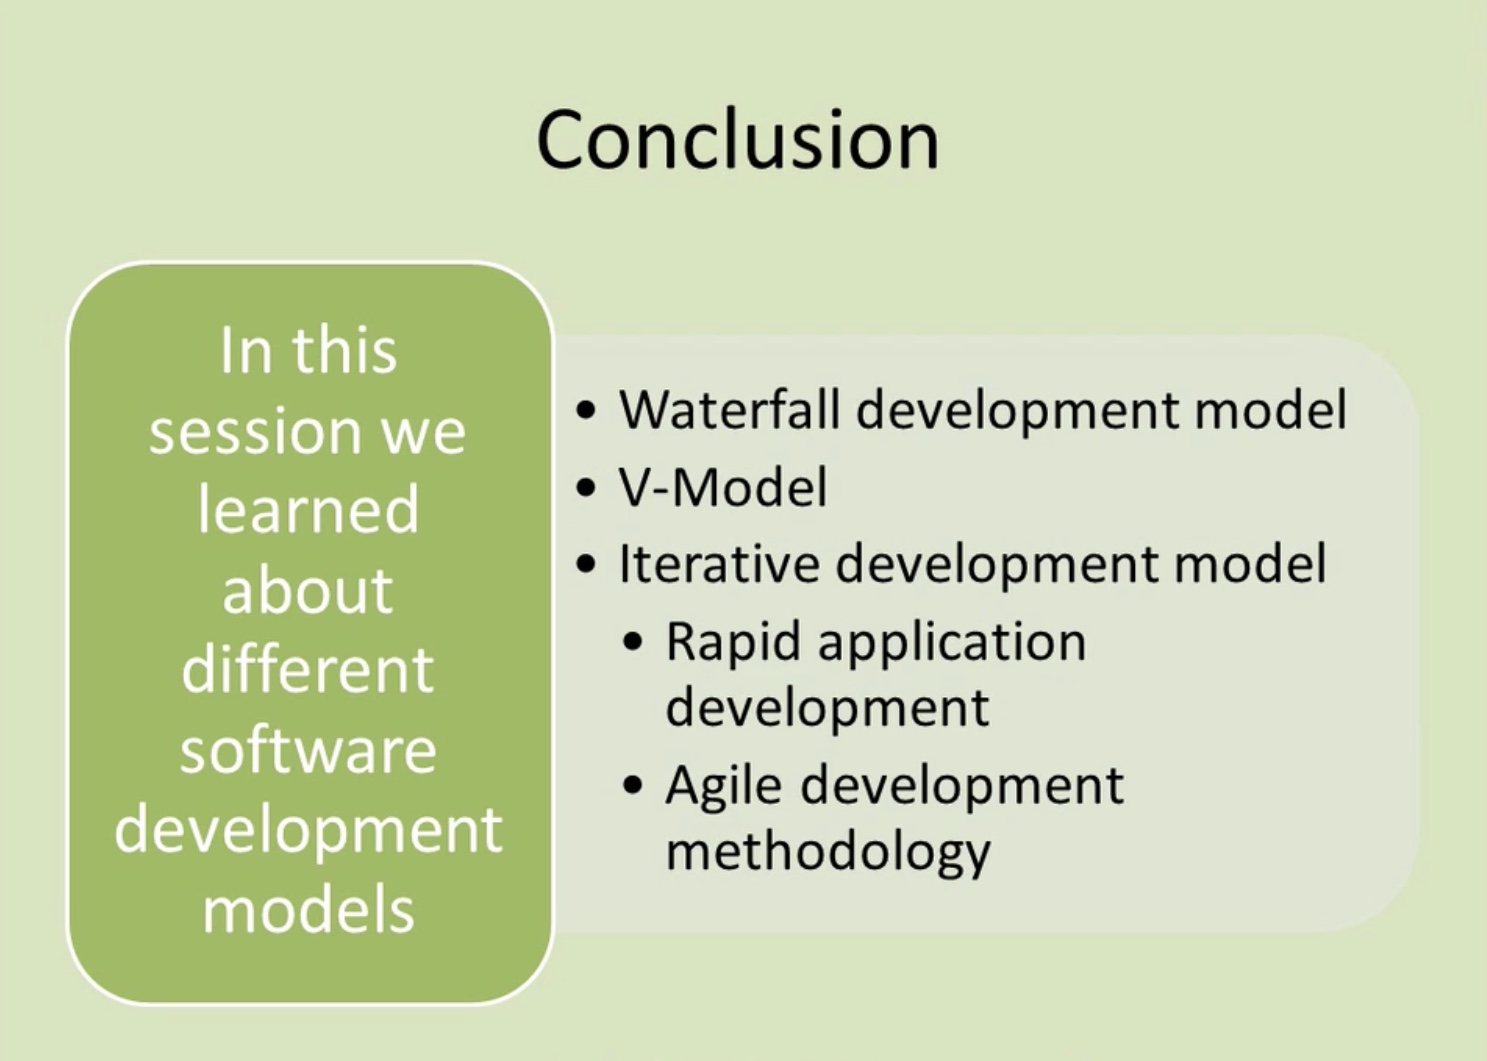 Conclusion
In this
session we
learned
about
different
software
development
models
• Waterfall development model
• V-Model
• Iterative development model
• Rapid application
development
• Agile development
methodology